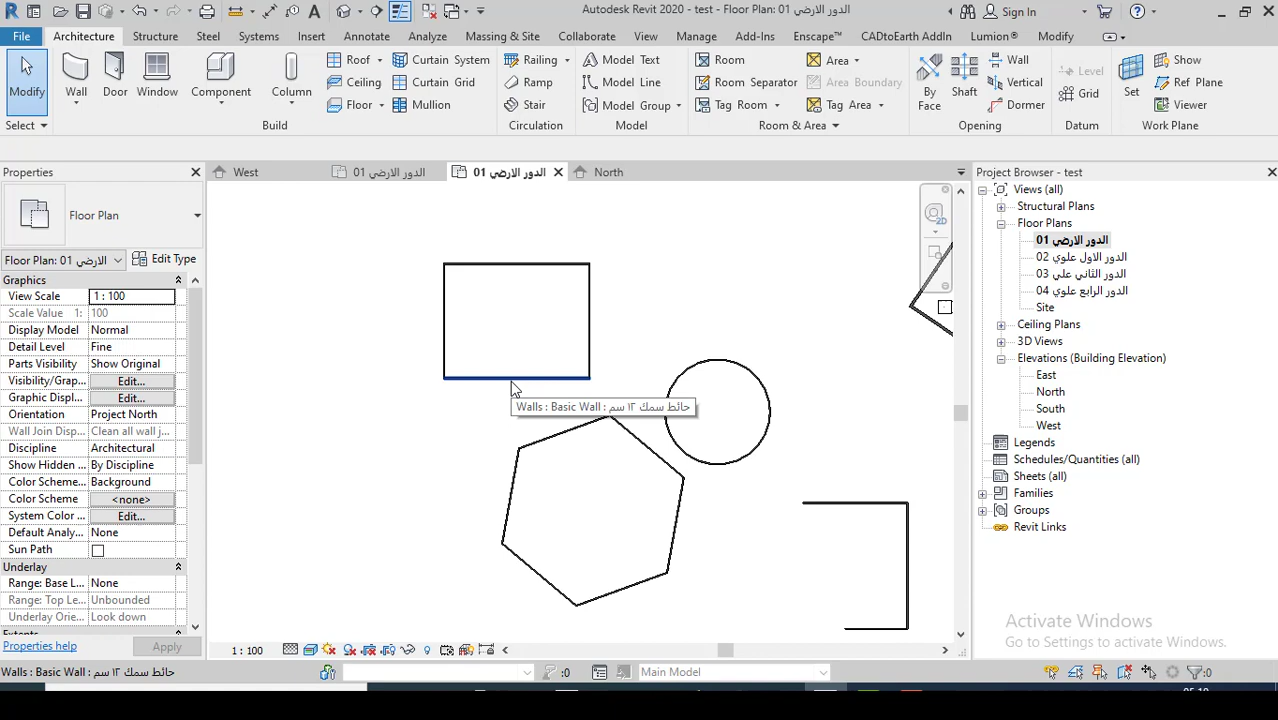 Autodesk Revit 2020 - test - Floor Plan: الدور الارضي 01
Sign In
File Architecture Structure Steel Systems Insert Annotate Analyze Massing & Site Collaborate View Manage Add-Ins Enscape™ CADtoEarth AddIn Lumion® Modify
Modify Wall Door Window Component Column
Roof Curtain System Railing Model Text Room Area Wall Level Show
Ceiling Curtain Grid Ramp Model Line Room Separator Area Boundary By Face Shaft Vertical Grid Set Ref Plane
Floor Mullion Stair Model Group Tag Room Tag Area Dormer Viewer
Select Build Circulation Model Room & Area Opening Datum Work Plane
Properties
West الدور الارضي 01 الدور الارضي 01 North
Project Browser - test
Floor Plan
Floor Plan: 01 الارضي Edit Type
Graphics
View Scale 1 : 100
Scale Value 1: 100
Display Model Normal
Detail Level Fine
Parts Visibility Show Original
Visibility/Grap... Edit...
Graphic Displ... Edit...
Orientation Project North
Wall Join Disp... Clean all wall j...
Discipline Architectural
Show Hidden ... By Discipline
Color Scheme... Background
Color Scheme <none>
System Color ... Edit...
Default Analy... None
Sun Path
Underlay
Range: Base L... None
Range: Top Le... Unbounded
Underlay Orie... Look down
Extents
Properties help Apply
2D
Walls : Basic Wall : حائط سمك ١٢ سم
Views (all)
Structural Plans
Floor Plans
الدور الارضي 01
الدور الاول علوي 02
الدور الثاني علي 03
الدور الرابع علوي 04
Site
Ceiling Plans
3D Views
Elevations (Building Elevation)
East
North
South
West
Legends
Schedules/Quantities (all)
Sheets (all)
Families
Groups
Revit Links
Activate Windows
Go to Settings to activate Windows.
1 : 100
Walls : Basic Wall : حائط سمك ١٢ سم
:0 Main Model :0